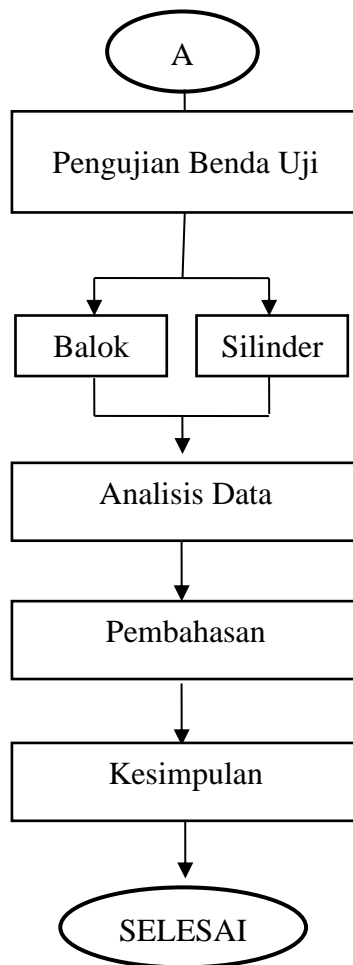 A
Pengujian Benda Uji
Balok
Silinder
Analisis Data
Pembahasan
Kesimpulan
SELESAI